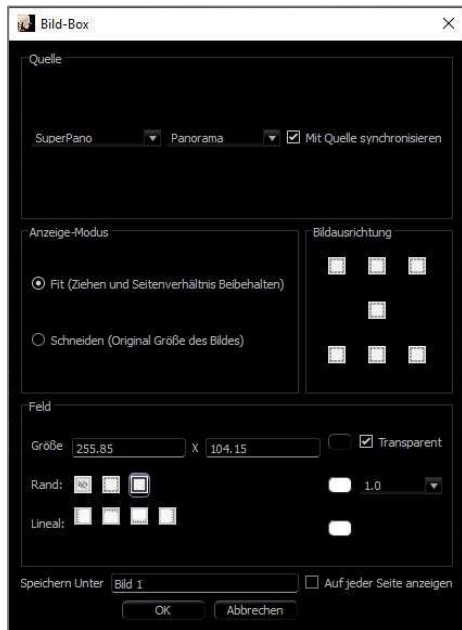 Bild-Box
Quelle
SuperPano Panorama Mit Quelle synchronisieren
Anzeige-Modus Bildausrichtung
Fit (Ziehen und Seitenverhältnis Beibehalten)
Schneiden (Original Größe des Bildes)
Feld
Größe 255.85 X 104.15 Transparent
Rand: 1.0
Lineal:
Speichern Unter Bild 1 Auf jeder Seite anzeigen
OK Abbrechen